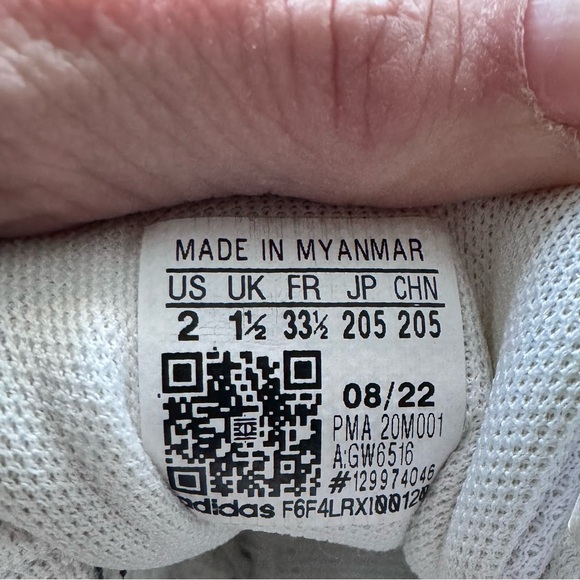 MADE IN MYANMAR
US UK FR JP CHN
2 1½ 33½ 205 205
08/22
PMA 20M001
A:GW6516
#129974046
adidas